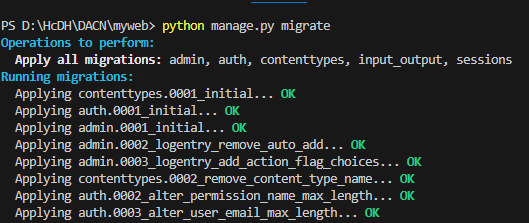 PS D:\HcDH\DACN\myweb> python manage.py migrate
Operations to perform:
  Apply all migrations: admin, auth, contenttypes, input_output, sessions
Running migrations:
  Applying contenttypes.0001_initial... OK
  Applying auth.0001_initial... OK
  Applying admin.0001_initial... OK
  Applying admin.0002_logentry_remove_auto_add... OK
  Applying admin.0003_logentry_add_action_flag_choices... OK
  Applying contenttypes.0002_remove_content_type_name... OK
  Applying auth.0002_alter_permission_name_max_length... OK
  Applying auth.0003_alter_user_email_max_length... OK